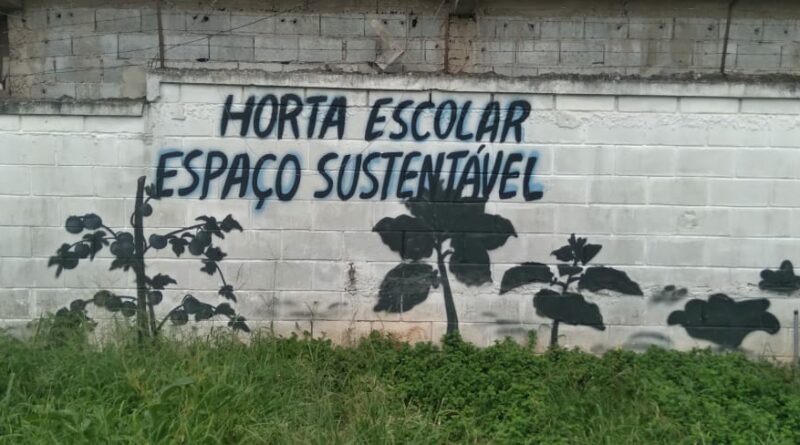 HORTA ESCOLAR
ESPAÇO SUSTENTÁVEL